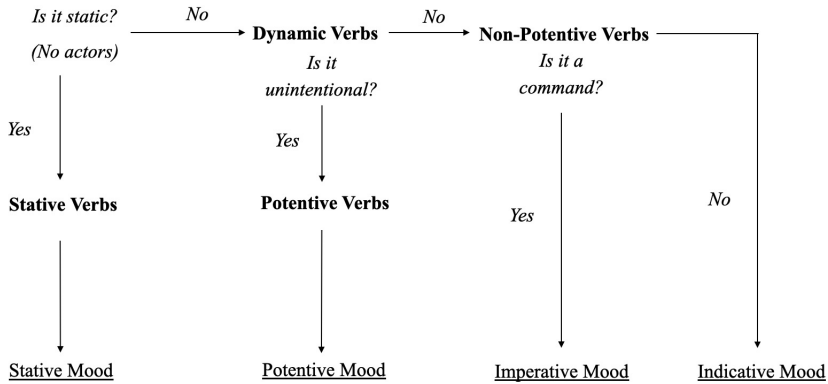 Is it static?
(No actors)
No
Dynamic Verbs
No
Non-Potentive Verbs
Is it
unintentional?
Is it a
command?
Yes
Yes
Stative Verbs
Potentive Verbs
Yes
No
Stative Mood
Potentive Mood
Imperative Mood
Indicative Mood